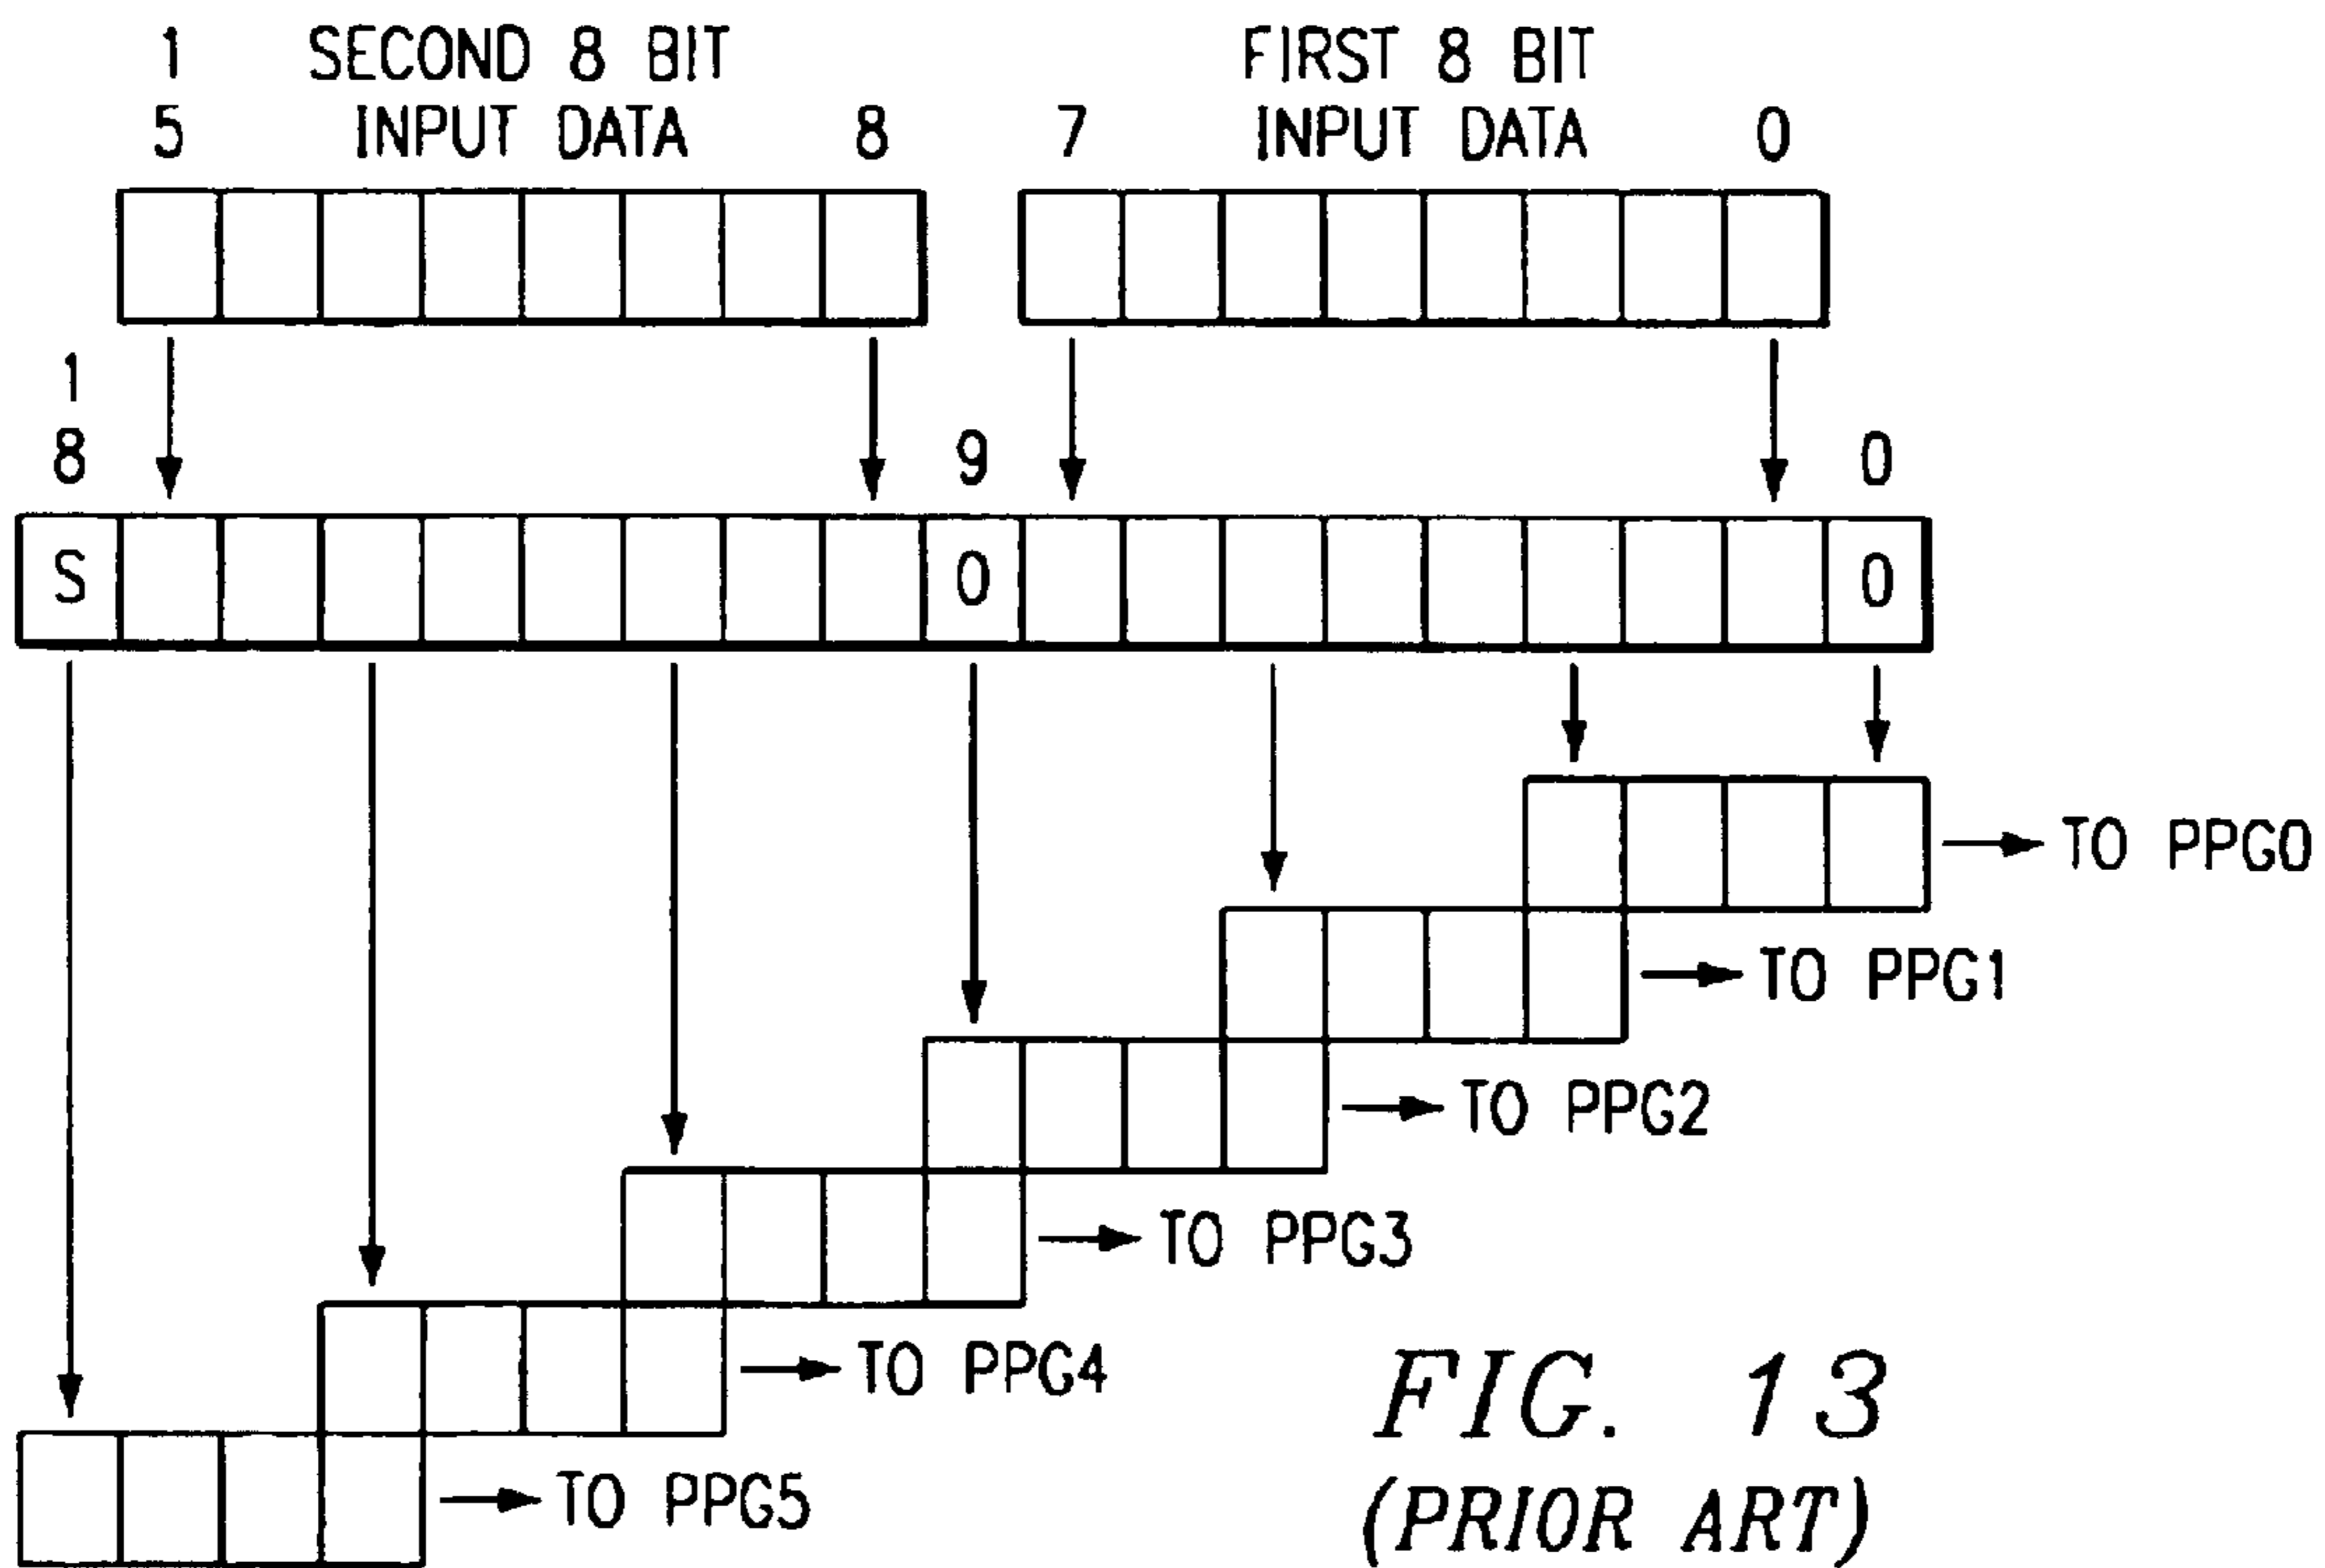 1 SECOND 8 BIT FIRST 8 BIT
5 INPUT DATA 8 7 INPUT DATA 0
1
8 9 0
S 0 0
TO PPG0
TO PPG1
TO PPG2
TO PPG3
TO PPG4
TO PPG5
FIG. 13
(PRIOR ART)